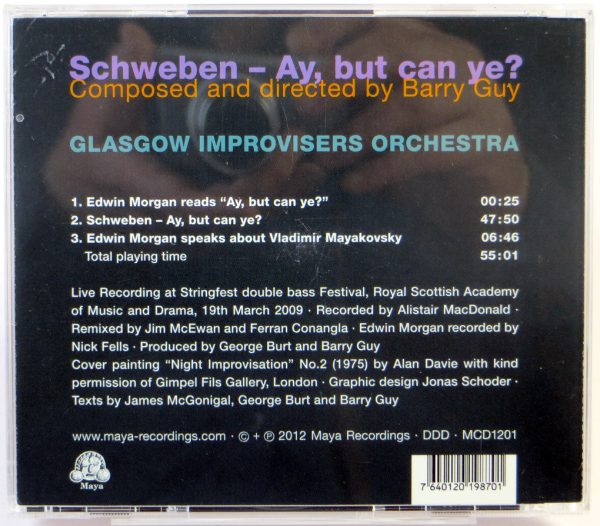 Schweben – Ay, but can ye?
Composed and directed by Barry Guy
GLASGOW IMPROVISERS ORCHESTRA
1. Edwin Morgan reads “Ay, but can ye?” 00:25
2. Schweben – Ay, but can ye? 47:50
3. Edwin Morgan speaks about Vladimir Mayakovsky 06:46
Total playing time 55:01
Live Recording at Stringfest double bass Festival, Royal Scottish Academy
of Music and Drama, 19th March 2009 · Recorded by Alistair MacDonald ·
Remixed by Jim McEwan and Ferran Conangla · Edwin Morgan recorded by
Nick Fells · Produced by George Burt and Barry Guy
Cover painting “Night Improvisation” No.2 (1975) by Alan Davie with kind
permission of Gimpel Fils Gallery, London · Graphic design Jonas Schoder ·
Texts by James McGonigal, George Burt and Barry Guy
www.maya-recordings.com · © + ℗ 2012 Maya Recordings · DDD · MCD1201
Maya
7 640120 198701